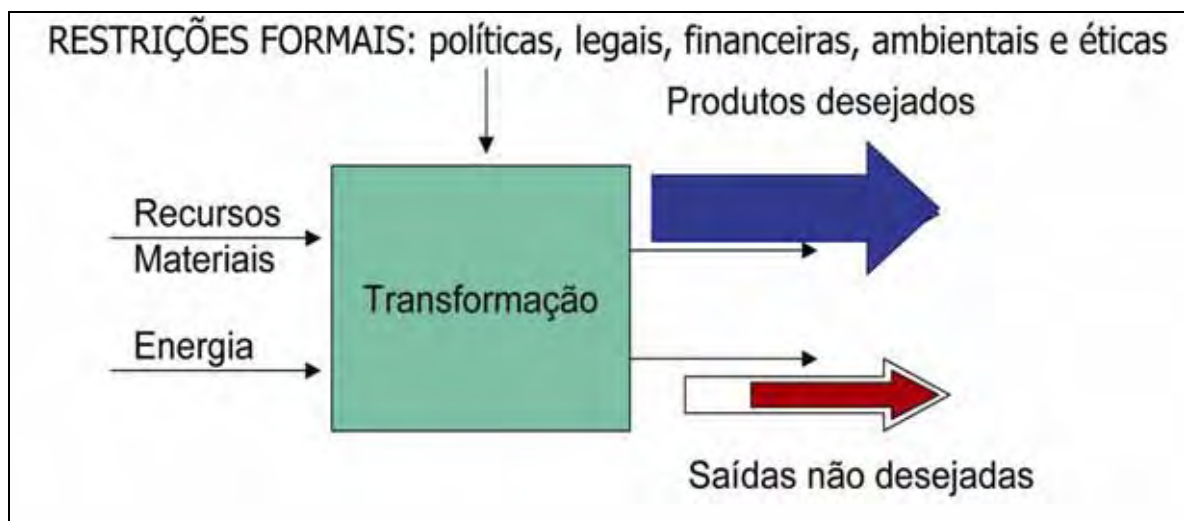 RESTRIÇÕES FORMAIS: políticas, legais, financeiras, ambientais e éticas
Produtos desejados
Recursos
Materiais
Transformação
Energia
Saídas não desejadas